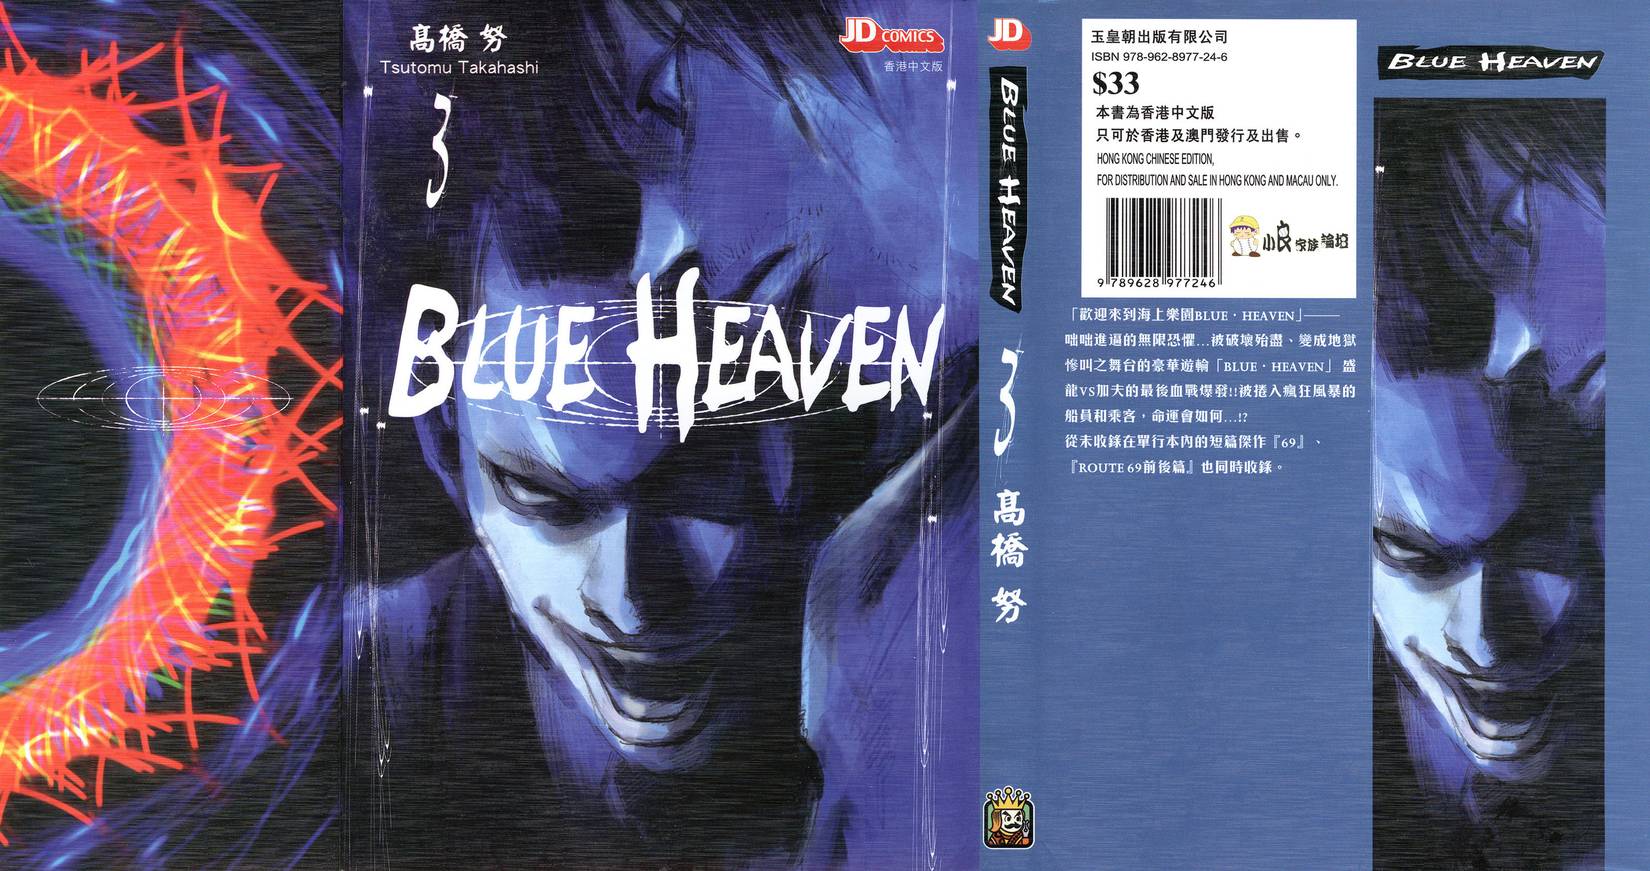 髙橋 努
Tsutomu Takahashi
3
JD COMICS
香港中文版
BLUE HEAVEN
JD
BLUE HEAVEN
3
髙橋 努
玉皇朝出版有限公司
ISBN 978-962-8977-24-6
$33
本書為香港中文版
只可於香港及澳門發行及出售。
HONG KONG CHINESE EDITION,
FOR DISTRIBUTION AND SALE IN HONG KONG AND MACAU ONLY.
9 789628 977246
小良家族論壇
「歡迎來到海上樂園BLUE‧HEAVEN」——
咄咄進逼的無限恐懼…被破壞殆盡、變成地獄
慘叫之舞台的豪華遊輪「BLUE‧HEAVEN」盛
龍VS加夫的最後血戰爆發!!被捲入瘋狂風暴的
船員和乘客，命運會如何…!?
從未收錄在單行本內的短篇傑作『69』、
『ROUTE 69前後篇』也同時收錄。
BLUE HEAVEN